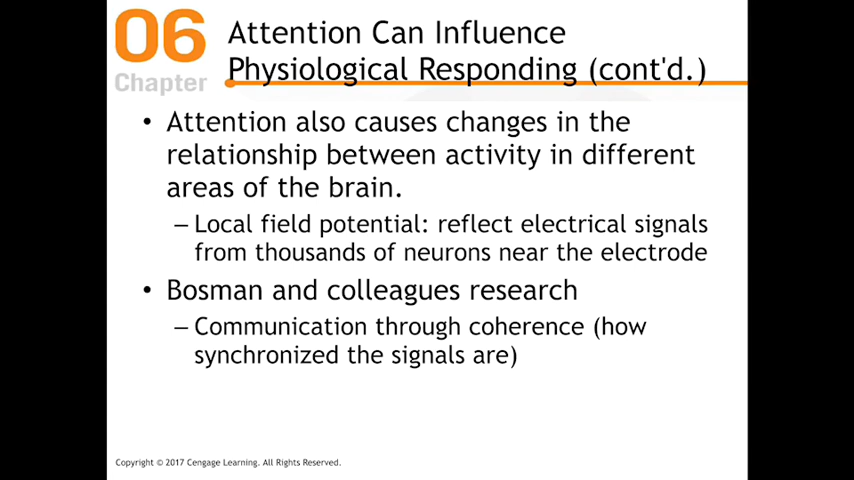 06
Chapter
Attention Can Influence
Physiological Responding (cont'd.)
• Attention also causes changes in the
relationship between activity in different
areas of the brain.
– Local field potential: reflect electrical signals
from thousands of neurons near the electrode
• Bosman and colleagues research
– Communication through coherence (how
synchronized the signals are)
Copyright © 2017 Cengage Learning. All Rights Reserved.